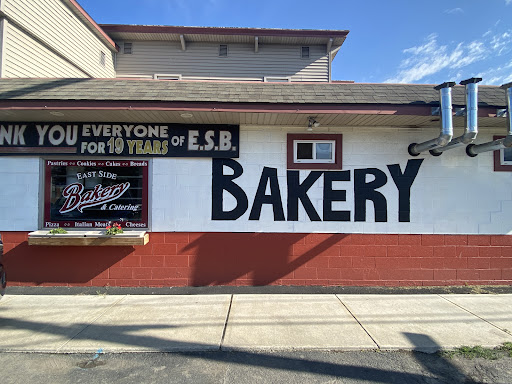 NK YOU EVERYONE FOR 19 YEARS OF E.S.B.
Pastries Cookies Cakes Breads
EAST SIDE
Bakery
& Catering
Pizza Italian Meats Cheeses
BAKERY